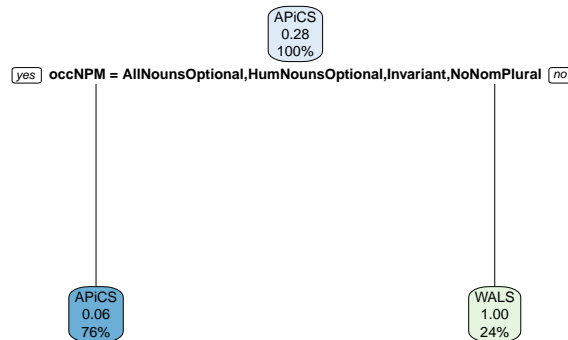 APiCS
0.28
100%
yes occNPM = AllNounsOptional,HumNounsOptional,Invariant,NoNomPlural no
APiCS
0.06
76%
WALS
1.00
24%